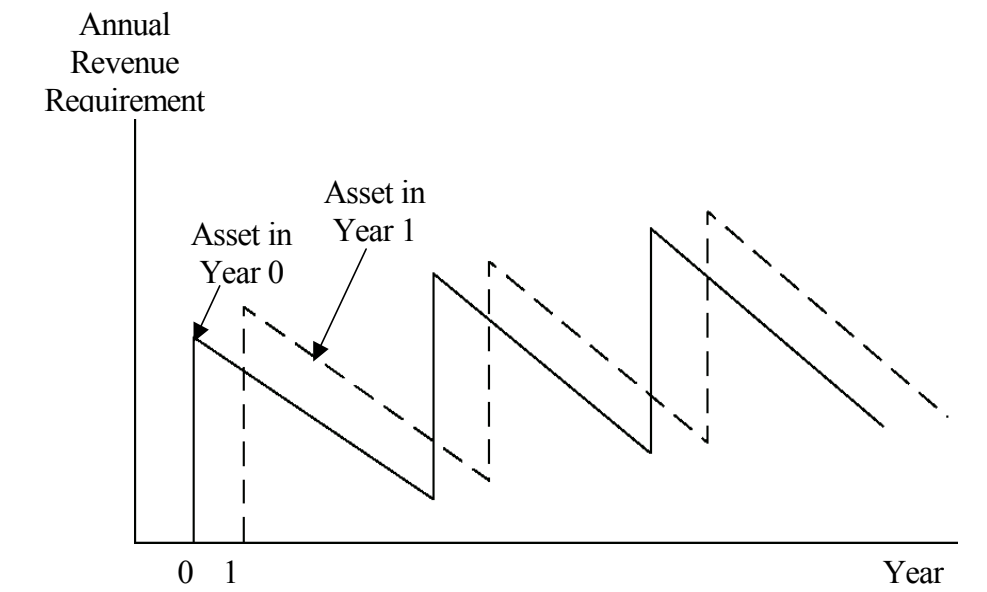 Annual
Revenue
Requirement
Asset in
Year 1
Asset in
Year 0
0 1
Year